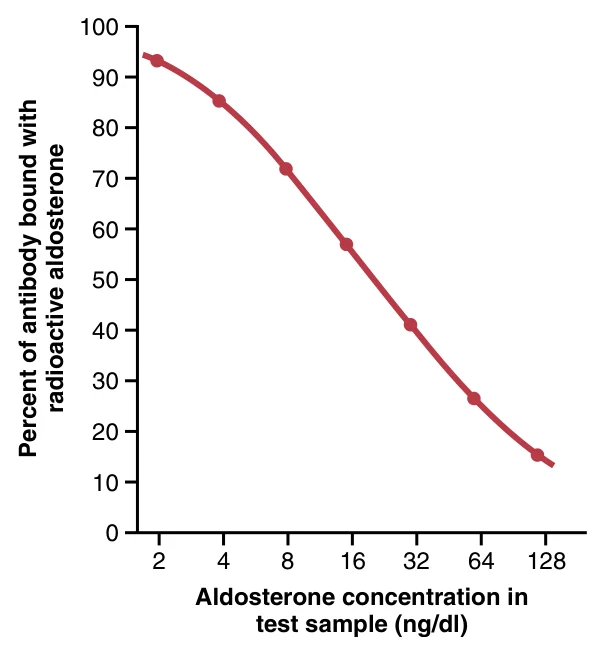 Percent of antibody bound with
radioactive aldosterone
100
90
80
70
60
50
40
30
20
10
0
2 4 8 16 32 64 128
Aldosterone concentration in
test sample (ng/dl)